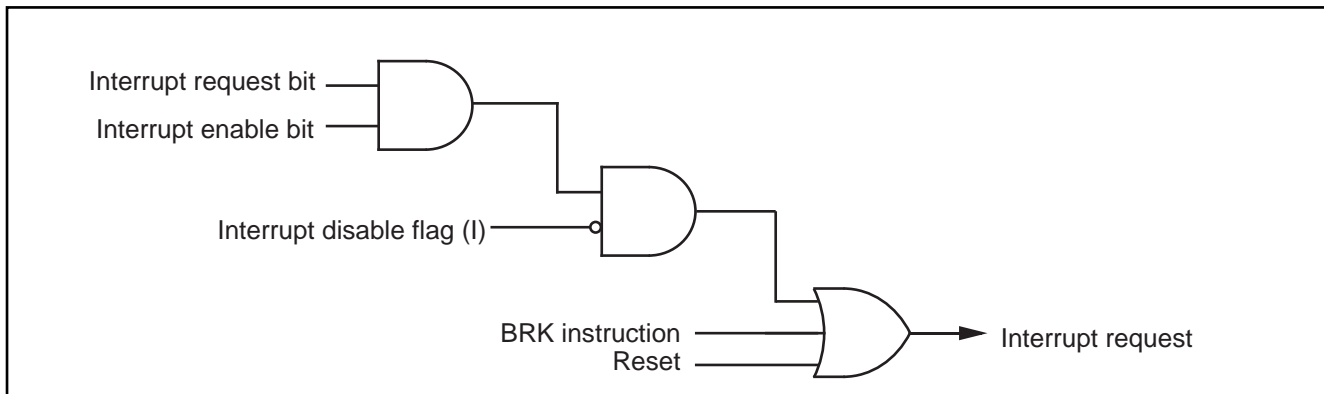 Interrupt request bit
Interrupt enable bit
Interrupt disable flag (I)
BRK instruction
Reset
Interrupt request